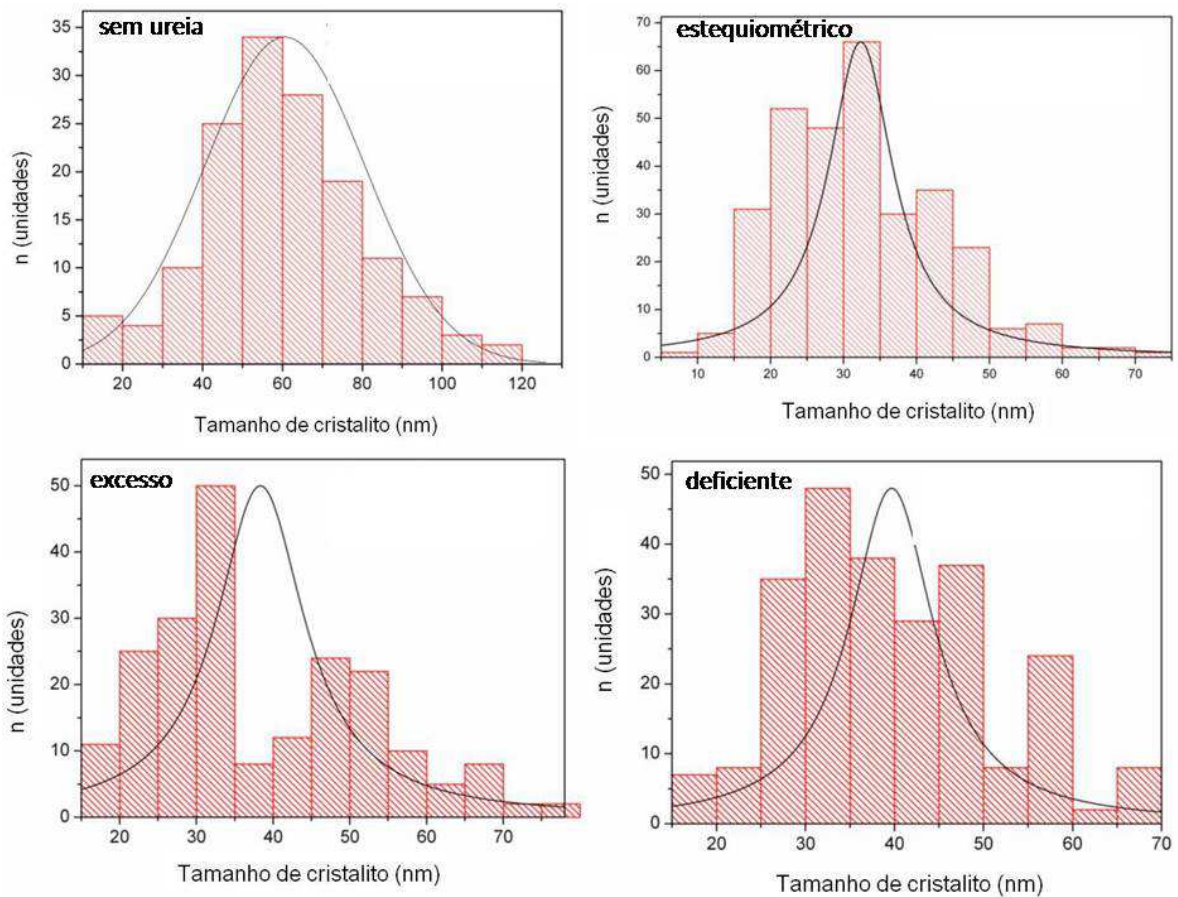 sem ureia
35
30
25
20
15
10
5
0
n (unidades)
20 40 60 80 100 120
Tamanho de cristalito (nm)
estequiométrico
70
60
50
40
30
20
10
0
n (unidades)
10 20 30 40 50 60 70
Tamanho de cristalito (nm)
excesso
50
40
30
20
10
0
n (unidades)
20 30 40 50 60 70
Tamanho de cristalito (nm)
deficiente
50
40
30
20
10
0
n (unidades)
20 30 40 50 60 70
Tamanho de cristalito (nm)